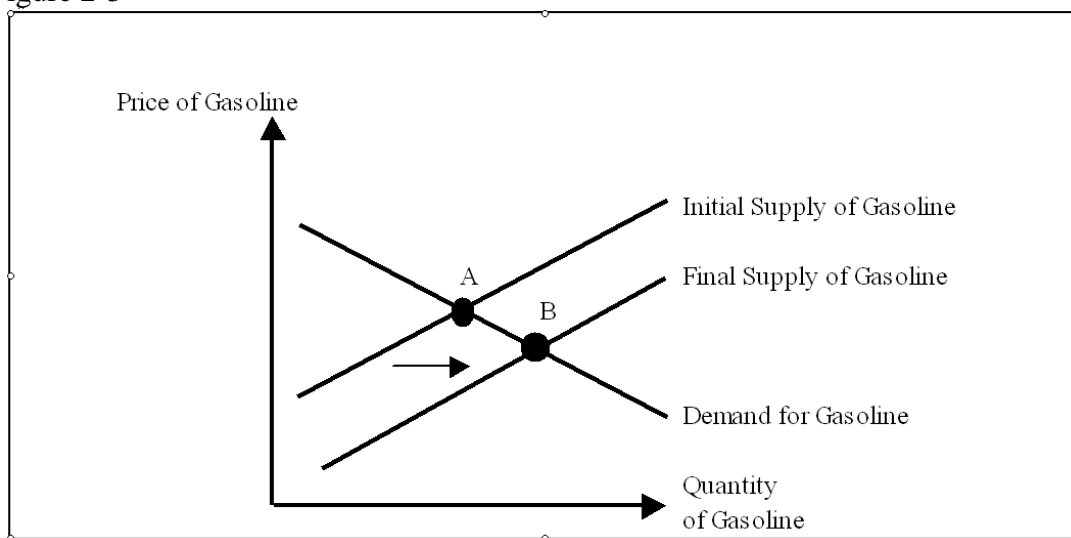 Price of Gasoline
Initial Supply of Gasoline
A
Final Supply of Gasoline
B
Demand for Gasoline
Quantity
of Gasoline